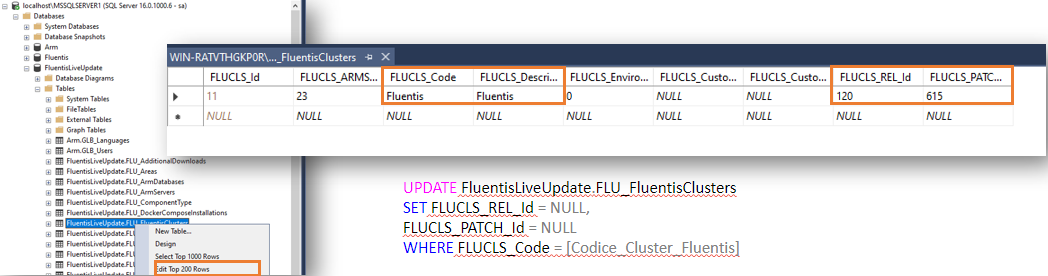 localhost\MSSQLSERVER1 (SQL Server 16.0.1000.6 - sa)
Databases
System Databases
Database Snapshots
Arm
Fluentis
FluentisLiveUpdate
Database Diagrams
Tables
System Tables
FileTables
External Tables
Graph Tables
Arm.GLB_Languages
Arm.GLB_Users
FluentisLiveUpdate.FLU_AdditionalDownloads
FluentisLiveUpdate.FLU_Areas
FluentisLiveUpdate.FLU_ArmDatabases
FluentisLiveUpdate.FLU_ArmServers
FluentisLiveUpdate.FLU_ComponentType
FluentisLiveUpdate.FLU_DockerComposeInstallations
FluentisLiveUpdate.FLU_FluentisClusters
FluentisLiveUpdate.FLU
FluentisLiveUpdate.FLU
FluentisLiveUpdate.FLU
FluentisLiveUpdate.FLU
FluentisLiveUpdate.FLU
New Table...
Design
Select Top 1000 Rows
Edit Top 200 Rows
WIN-RATVTHGKP0R\..._FluentisClusters
FLUCLS_Id FLUCLS_ARMS... FLUCLS_Code FLUCLS_Descri... FLUCLS_Enviro... FLUCLS_Custo... FLUCLS_Custo... FLUCLS_REL_Id FLUCLS_PATC...
11 23 Fluentis Fluentis 0 NULL NULL 120 615
NULL NULL NULL NULL NULL NULL NULL NULL NULL
UPDATE FluentisLiveUpdate.FLU_FluentisClusters
SET FLUCLS_REL_Id = NULL,
FLUCLS_PATCH_Id = NULL
WHERE FLUCLS_Code = [Codice_Cluster_Fluentis]